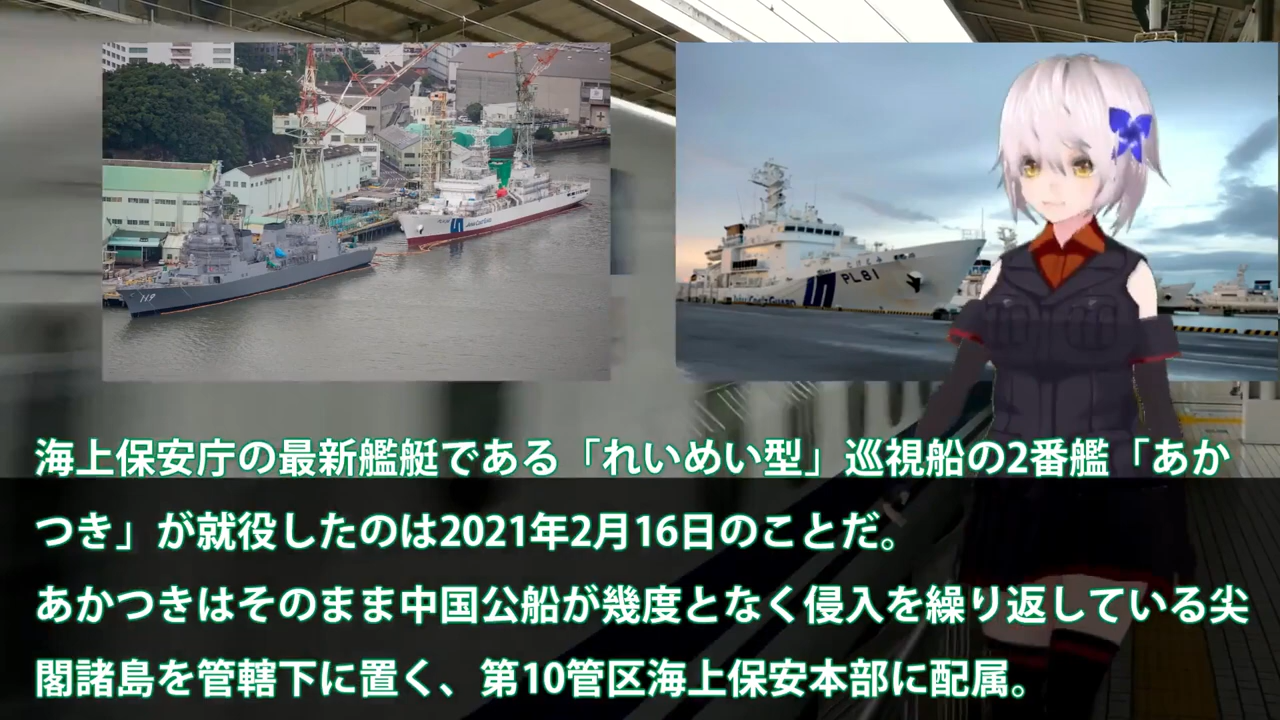 119
Japan Coast Guard
PL81
海上保安庁の最新艦艇である「れいめい型」巡視船の2番艦「あか
つき」が就役したのは2021年2月16日のことだ。
あかつきはそのまま中国公船が幾度となく侵入を繰り返している尖
閣諸島を管轄下に置く、第10管区海上保安本部に配属。